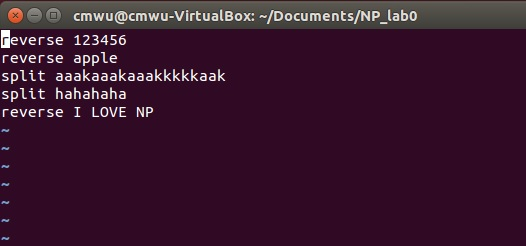 cmwu@cmwu-VirtualBox: ~/Documents/NP_lab0
reverse 123456
reverse apple
split aaakaaakaaakkkkkaak
split hahahaha
reverse I LOVE NP
~
~
~
~
~
~
~